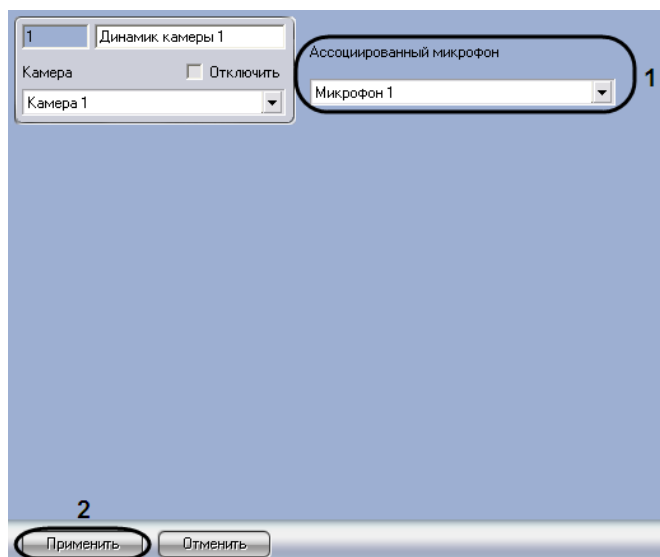 1 Динамик камеры 1
Ассоциированный микрофон
Камера Отключить
Микрофон 1
1
Камера 1
2
Применить Отменить